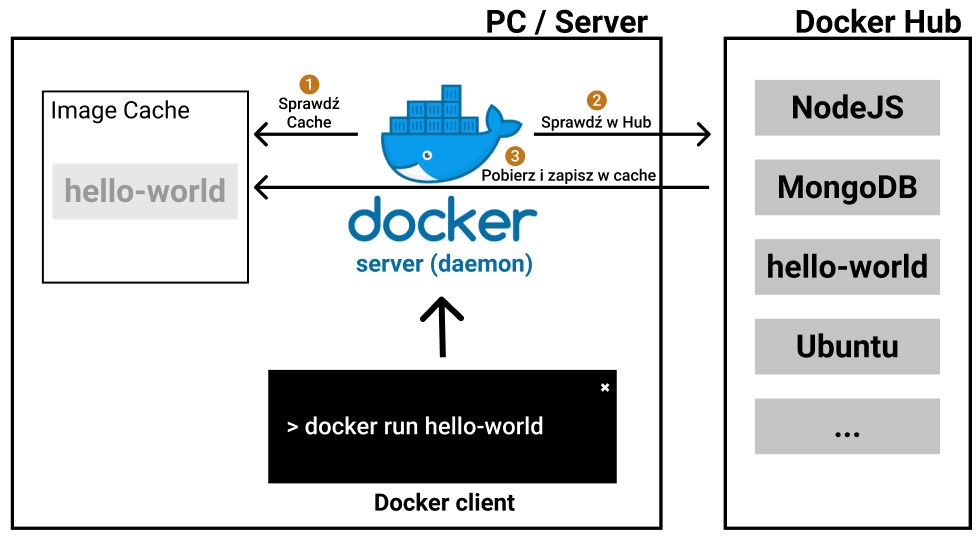 PC / Server
Docker Hub
Image Cache
hello-world
1
Sprawdź
Cache
2
Sprawdź w Hub
3
Pobierz i zapisz w cache
docker
server (daemon)
> docker run hello-world
Docker client
NodeJS
MongoDB
hello-world
Ubuntu
...